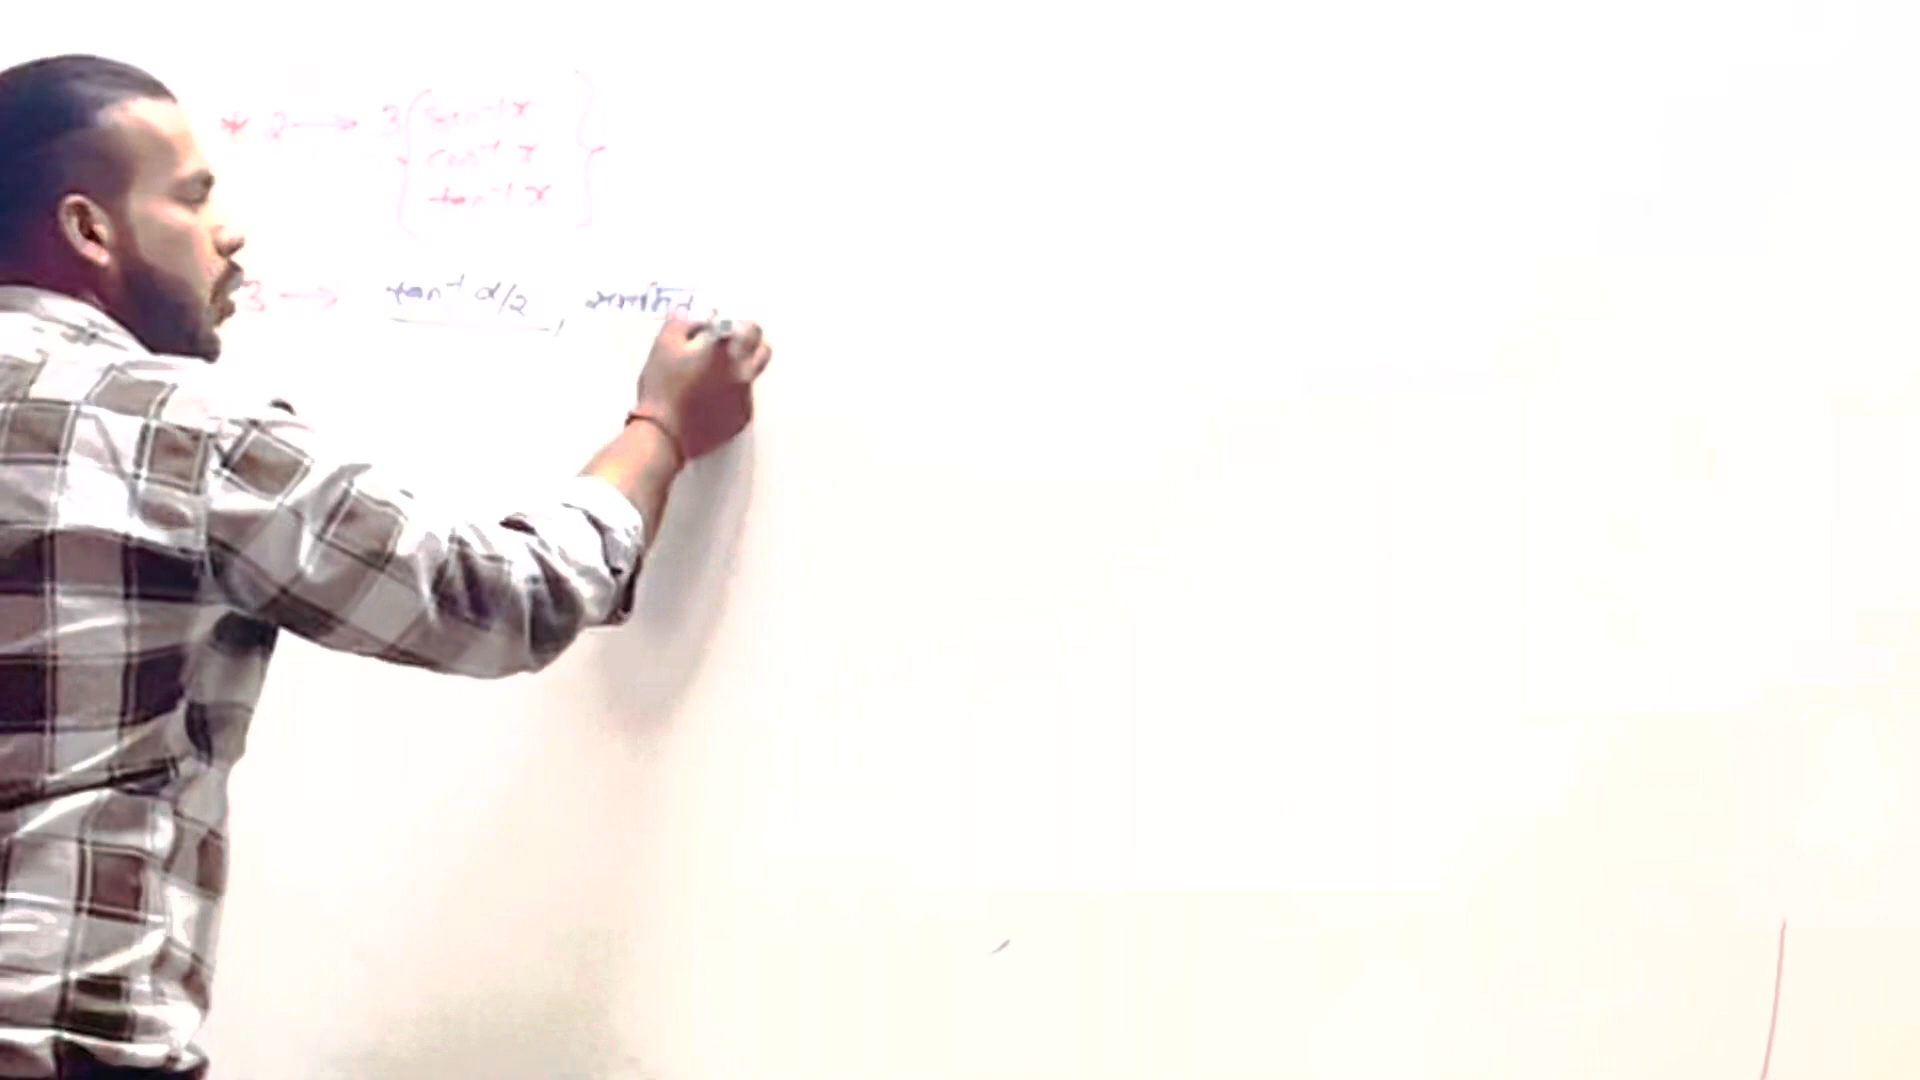 * 2 → 3 { sin⁻¹x
cos⁻¹x
tan⁻¹x }
3 → tan⁻¹ α/2,